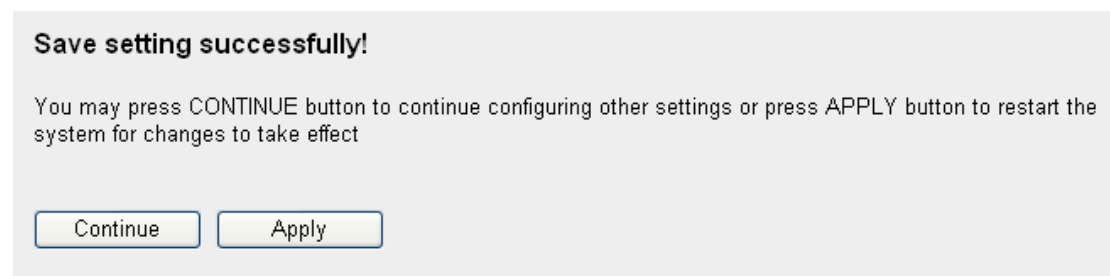 Save setting successfully!
You may press CONTINUE button to continue configuring other settings or press APPLY button to restart the
system for changes to take effect
Continue Apply